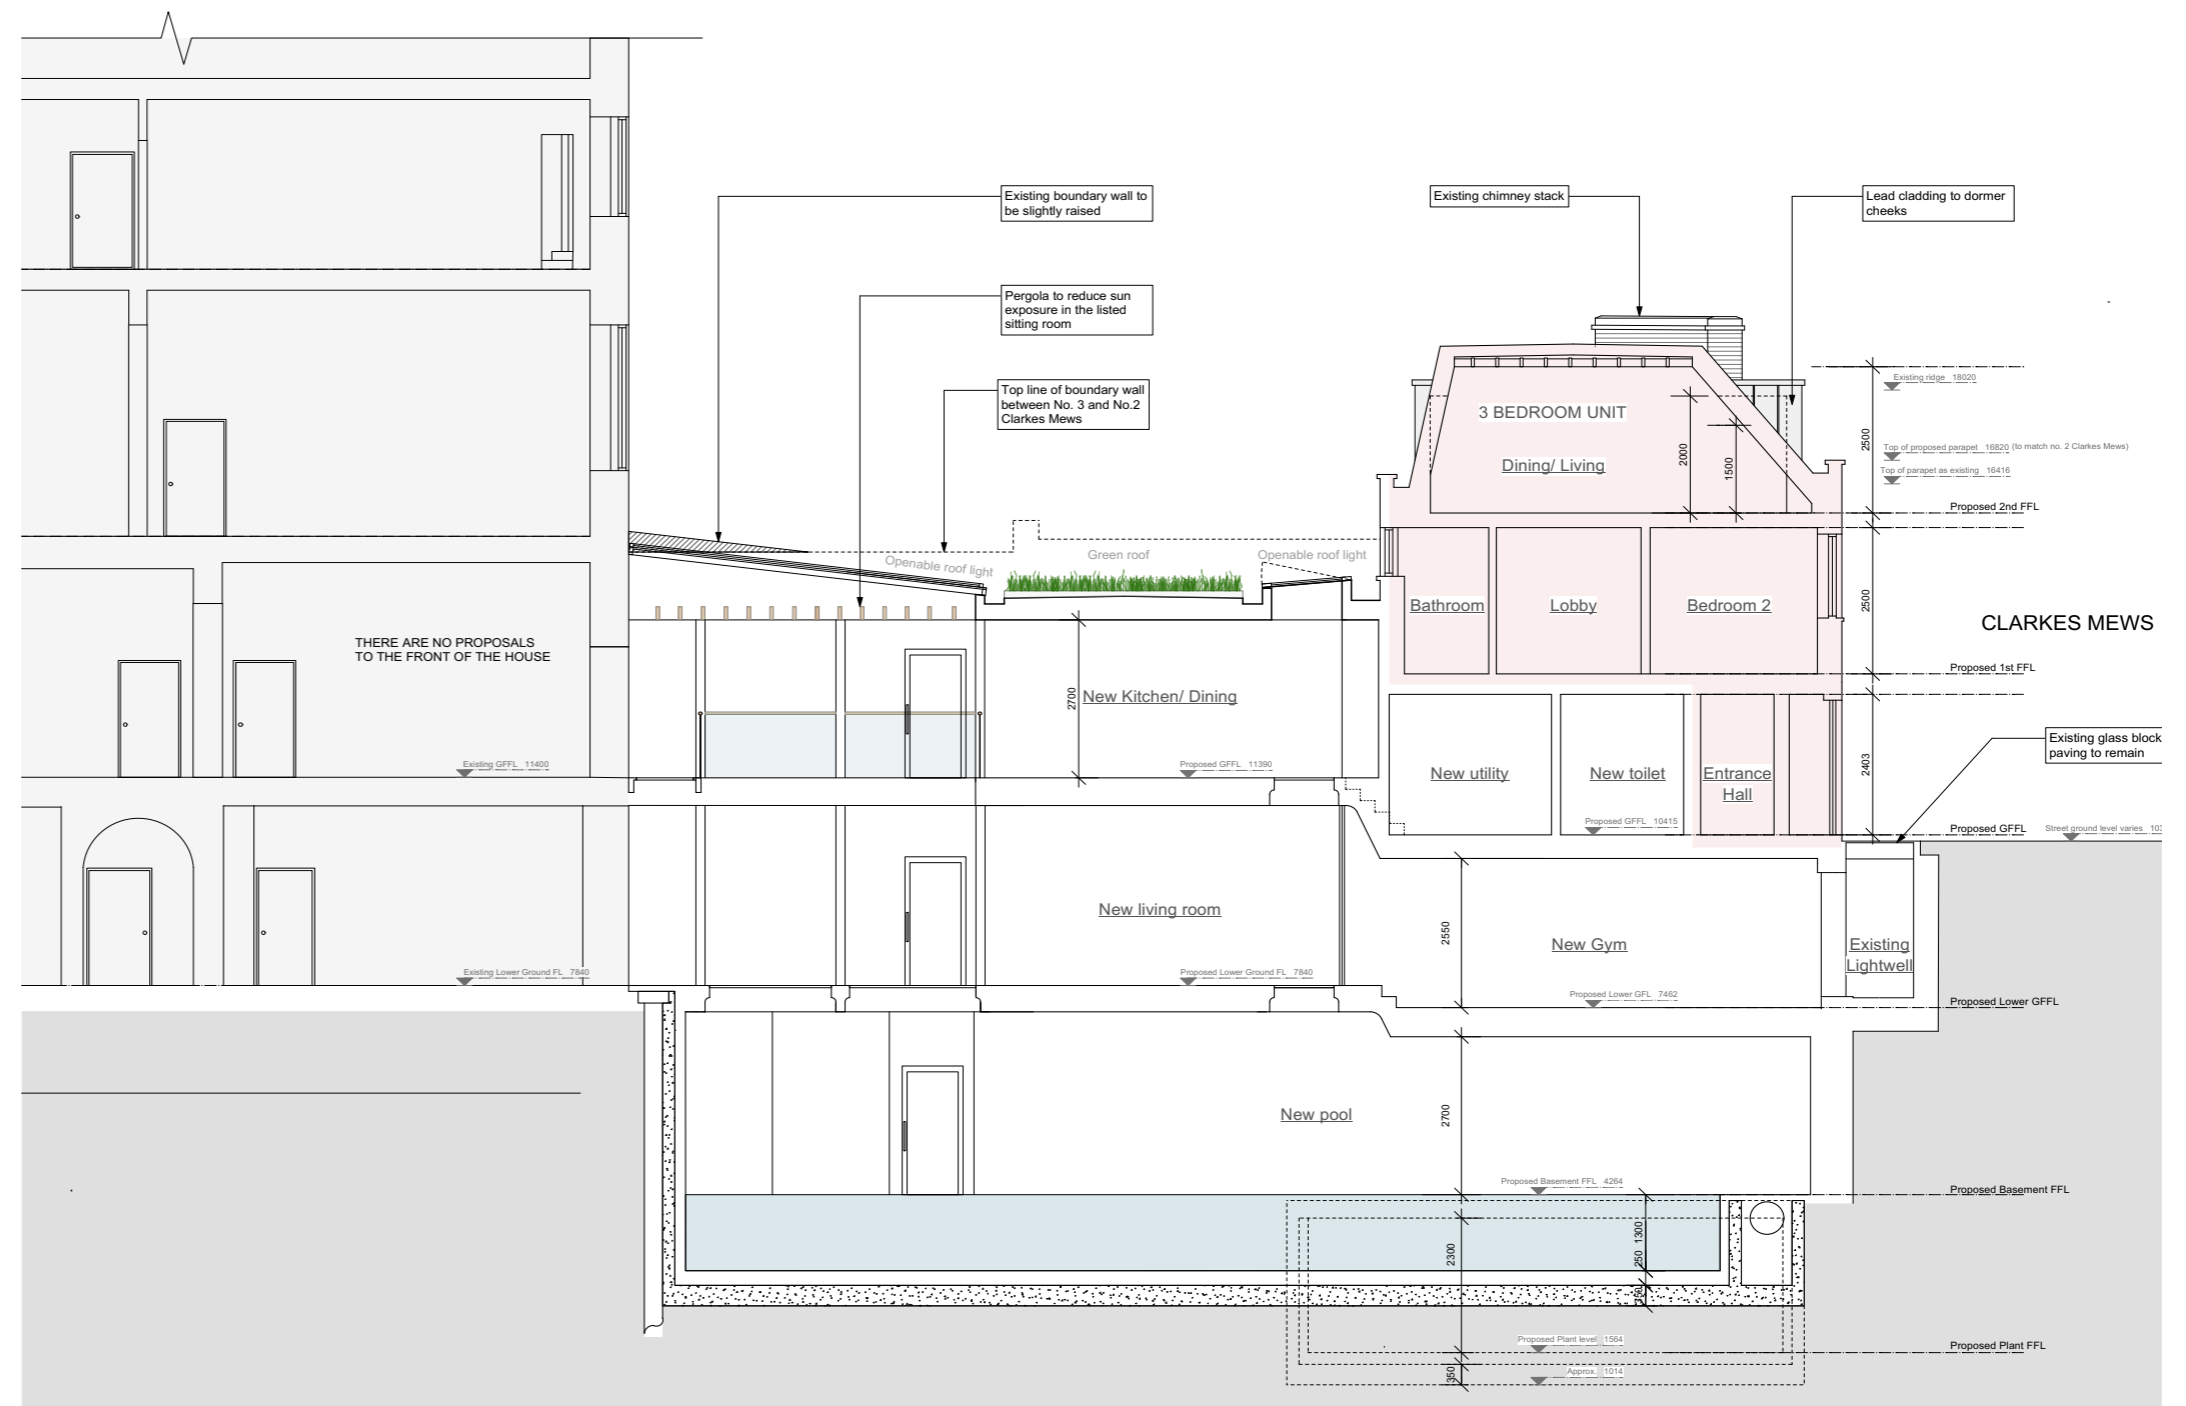 Existing boundary wall to
be slightly raised
Existing chimney stack
Lead cladding to dormer
cheeks
Pergola to reduce sun
exposure in the listed
sitting room
Top line of boundary wall
between No. 3 and No.2
Clarkes Mews
Existing ridge 18020
3 BEDROOM UNIT
Dining/ Living
2000
1500
2500
Top of proposed parapet 16820 (to match no. 2 Clarkes Mews)
Top of parapet as existing 16416
Proposed 2nd FFL
Openable roof light
Green roof
Openable roof light
Bathroom
Lobby
Bedroom 2
2500
CLARKES MEWS
THERE ARE NO PROPOSALS
TO THE FRONT OF THE HOUSE
Proposed 1st FFL
2700
New Kitchen/ Dining
Existing glass block
paving to remain
Existing GFFL 11400
Proposed GFFL 11390
New utility
New toilet
Entrance
Hall
2403
Proposed GFFL 10415
Proposed GFFL
Street ground level varies 103
New living room
2550
New Gym
Existing
Lightwell
Existing Lower Ground FL 7840
Proposed Lower Ground FL 7840
Proposed Lower GFL 7462
Proposed Lower GFFL
New pool
2700
Proposed Basement FFL 4264
Proposed Basement FFL
2300
1300
250
350
Proposed Plant level 1564
Proposed Plant FFL
350
Approx. 1014